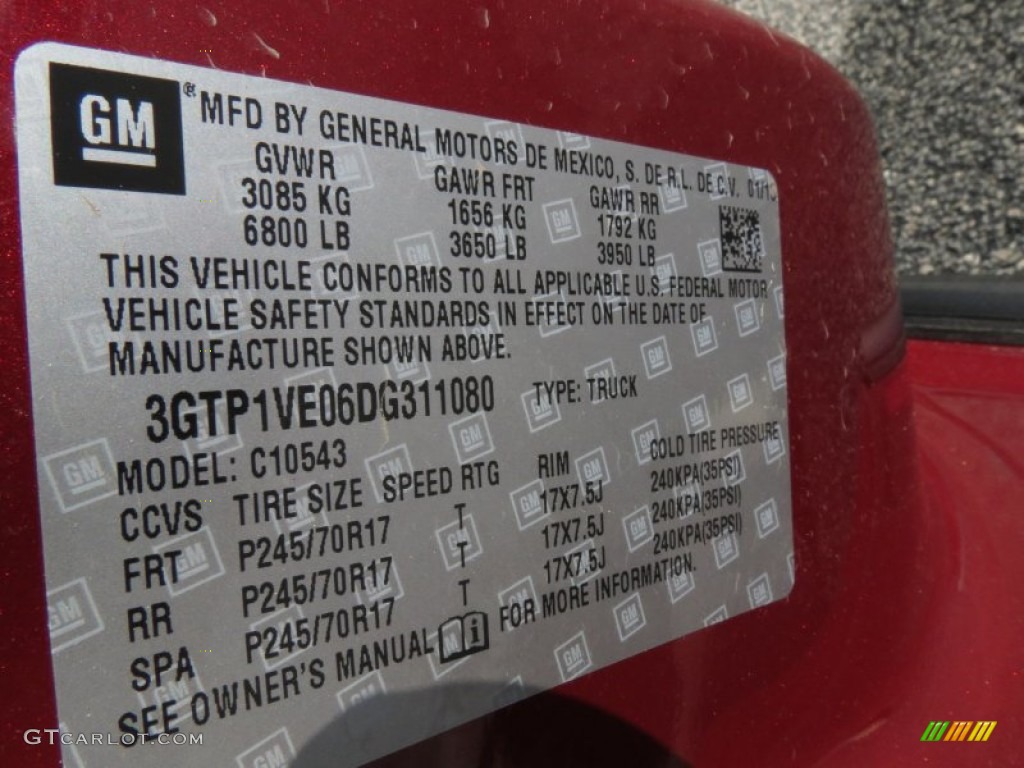 GM® MFD BY GENERAL MOTORS DE MEXICO, S. DE R.L. DE C.V. 01/13
GVWR GAWR FRT GAWR RR
3085 KG 1656 KG 1792 KG
6800 LB 3650 LB 3950 LB
THIS VEHICLE CONFORMS TO ALL APPLICABLE U.S. FEDERAL MOTOR
VEHICLE SAFETY STANDARDS IN EFFECT ON THE DATE OF
MANUFACTURE SHOWN ABOVE.
3GTP1VE06DG311080 TYPE: TRUCK
MODEL: C10543
CCVS TIRE SIZE SPEED RTG RIM COLD TIRE PRESSURE
FRT P245/70R17 T 17X7.5J 240KPA(35PSI)
RR P245/70R17 T 17X7.5J 240KPA(35PSI)
SPA P245/70R17 T 17X7.5J 240KPA(35PSI)
SEE OWNER'S MANUAL i FOR MORE INFORMATION.
GTCARLOT.COM